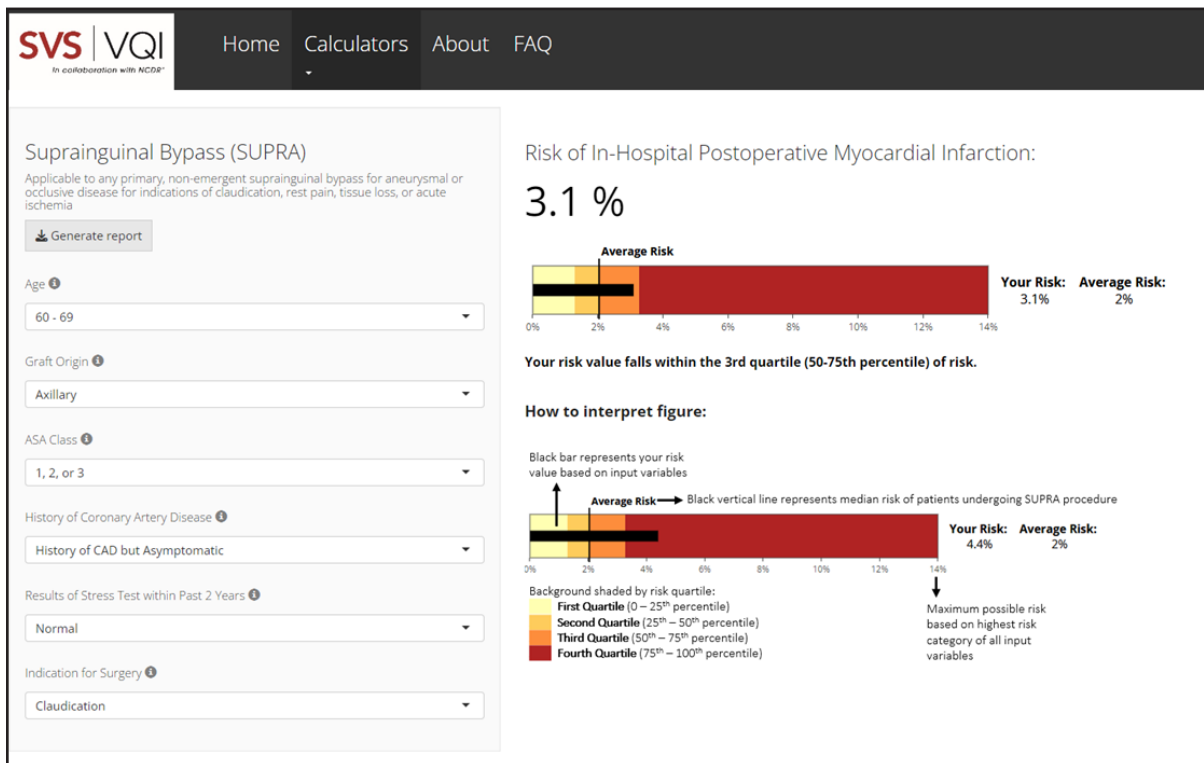 SVS | VQI
In collaboration with NCDR®
Home Calculators About FAQ
Suprainguinal Bypass (SUPRA)
Applicable to any primary, non-emergent suprainguinal bypass for aneurysmal or
occlusive disease for indications of claudication, rest pain, tissue loss, or acute
ischemia
Generate report
Age
60 - 69
Graft Origin
Axillary
ASA Class
1, 2, or 3
History of Coronary Artery Disease
History of CAD but Asymptomatic
Results of Stress Test within Past 2 Years
Normal
Indication for Surgery
Claudication
Risk of In-Hospital Postoperative Myocardial Infarction:
3.1 %
Average Risk
Your Risk: Average Risk:
3.1% 2%
0% 2% 4% 6% 8% 10% 12% 14%
Your risk value falls within the 3rd quartile (50-75th percentile) of risk.
How to interpret figure:
Black bar represents your risk
value based on input variables
Average Risk Black vertical line represents median risk of patients undergoing SUPRA procedure
Your Risk: Average Risk:
4.4% 2%
0% 2% 4% 6% 8% 10% 12% 14%
Background shaded by risk quartile:
First Quartile (0 – 25th percentile)
Second Quartile (25th – 50th percentile)
Third Quartile (50th – 75th percentile)
Fourth Quartile (75th – 100th percentile)
Maximum possible risk
based on highest risk
category of all input
variables